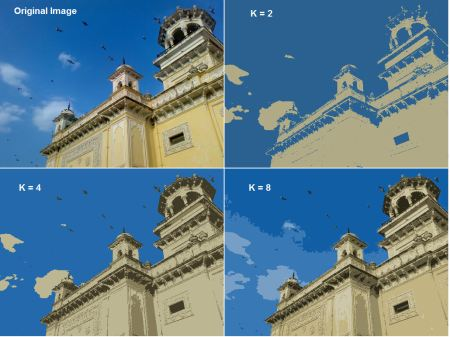 Original Image
K = 2
K = 4
K = 8